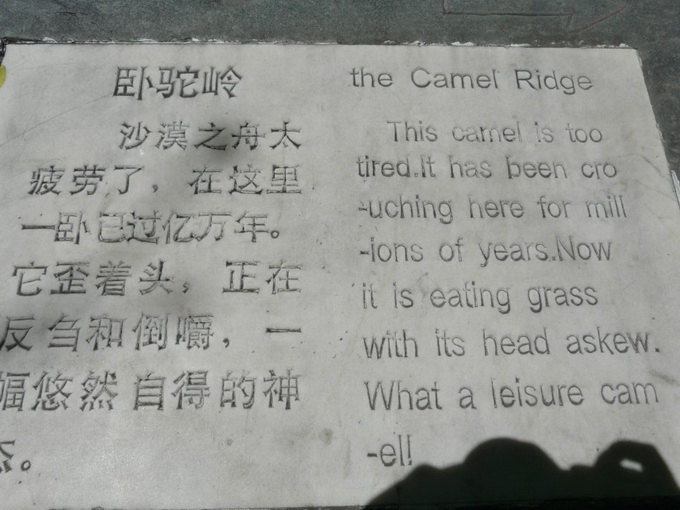 卧驼岭
沙漠之舟太
疲劳了，在这里
一卧已过亿万年。
它歪着头，正在
反刍和倒嚼，一
幅悠然自得的神
态。
the Camel Ridge
This camel is too
tired.It has been cro
-uching here for mill
-ions of years.Now
it is eating grass
with its head askew.
What a leisure cam
-el!